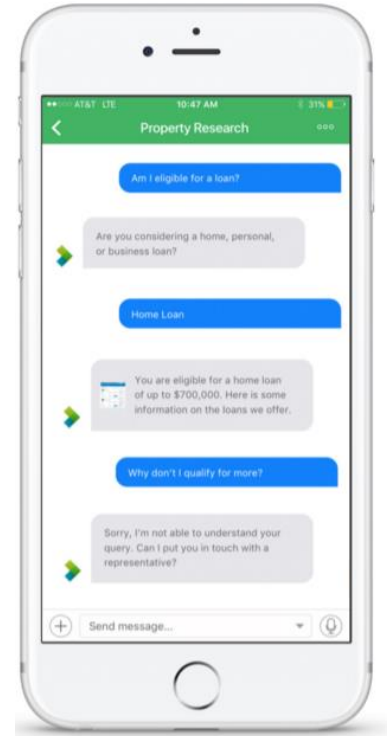 AT&T LTE 10:47 AM 31%
Property Research
Am I eligible for a loan?
Are you considering a home, personal,
or business loan?
Home Loan
You are eligible for a home loan
of up to $700,000. Here is some
information on the loans we offer.
Why don't I qualify for more?
Sorry, I'm not able to understand your
query. Can I put you in touch with a
representative?
Send message...